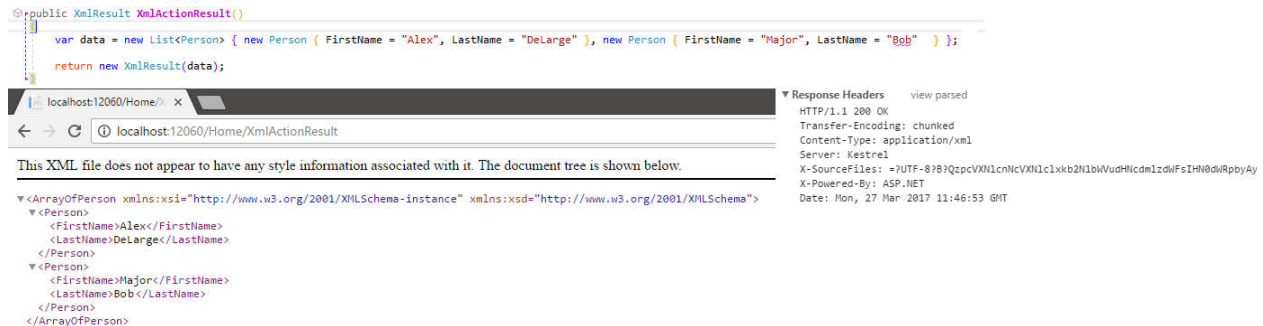 public XmlResult XmlActionResult()
{
var data = new List<Person> { new Person { FirstName = "Alex", LastName = "DeLarge" }, new Person { FirstName = "Major", LastName = "Bob" } };
return new XmlResult(data);
}
localhost:12060/Home/X
localhost:12060/Home/XmlActionResult
This XML file does not appear to have any style information associated with it. The document tree is shown below.
▼<ArrayOfPerson xmlns:xsi="http://www.w3.org/2001/XMLSchema-instance" xmlns:xsd="http://www.w3.org/2001/XMLSchema">
▼<Person>
<FirstName>Alex</FirstName>
<LastName>DeLarge</LastName>
</Person>
▼<Person>
<FirstName>Major</FirstName>
<LastName>Bob</LastName>
</Person>
</ArrayOfPerson>
▼ Response Headers view parsed
HTTP/1.1 200 OK
Transfer-Encoding: chunked
Content-Type: application/xml
Server: Kestrel
X-SourceFiles: =?UTF-8?B?QzpcVXNlcnNcVXNlclxkb2N1bWVudHNcdmlzdWFsIHN0dWRpbyAy
X-Powered-By: ASP.NET
Date: Mon, 27 Mar 2017 11:46:53 GMT